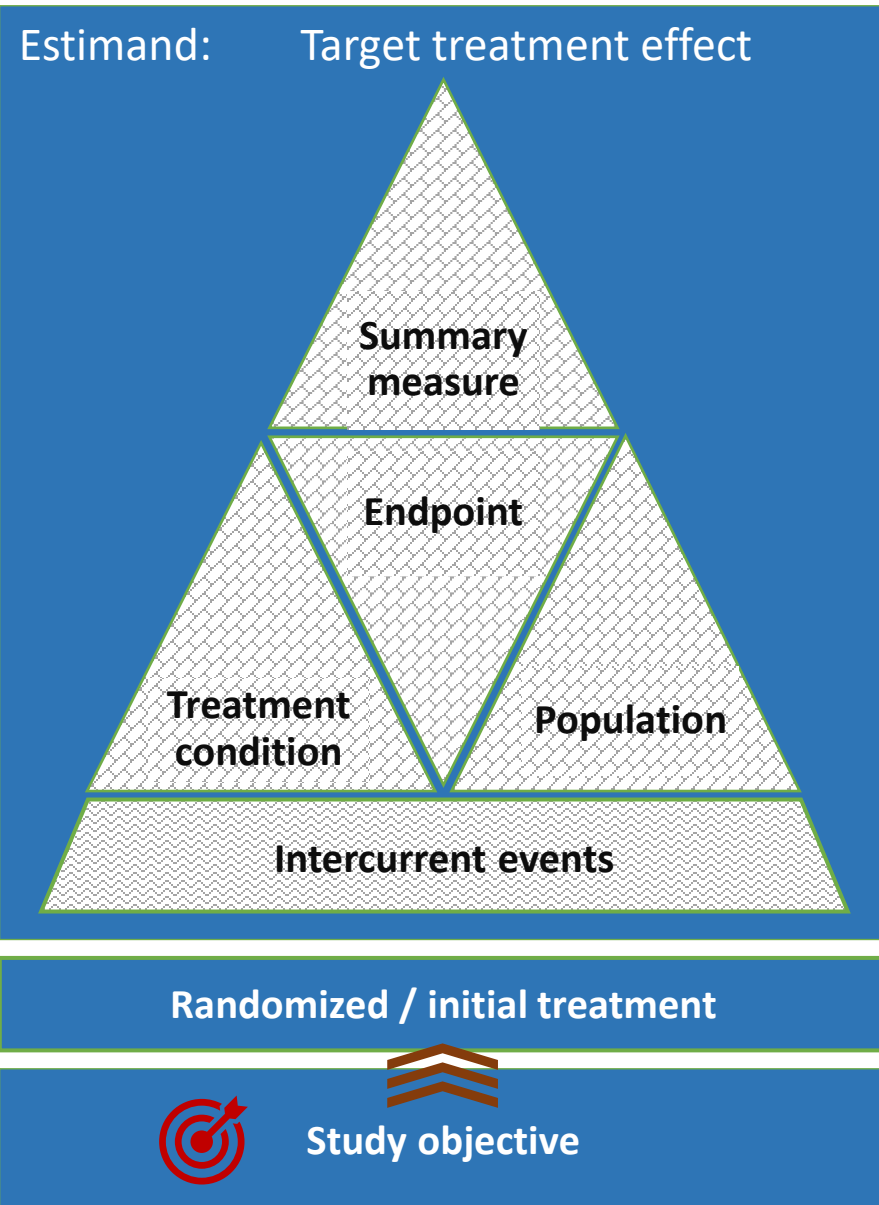 Estimand: Target treatment effect
Summary
measure
Endpoint
Treatment
condition
Population
Intercurrent events
Randomized / initial treatment
Study objective